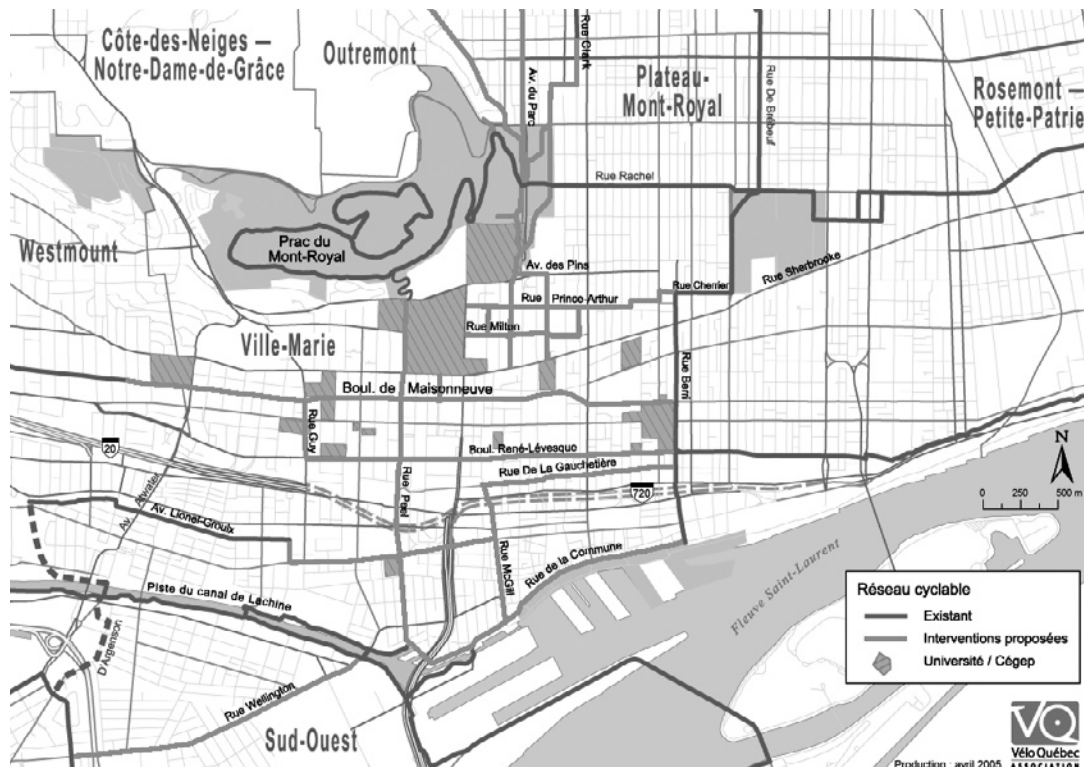 Côte-des-Neiges —
Notre-Dame-de-Grâce
Outremont
Av. du Parc
Rue Clark
Plateau-
Mont-Royal
Rue De Brébeuf
Rosemont —
Petite-Patrie
Rue Rachel
Westmount
Prac du
Mont-Royal
Av. des Pins
Rue Sherbrooke
Rue Cherrier
Rue Prince-Arthur
Rue Milton
Ville-Marie
Boul. de Maisonneuve
Rue Berri
Rue Guy
Boul. René-Lévesque
Rue De La Gauchetière
20
720
Rue Peel
Av. Atwater
Av. Lionel-Groulx
Rue McGill
Rue de la Commune
Piste du canal de Lachine
D'Argenson
Rue Wellington
Sud-Ouest
Fleuve Saint-Laurent
N
0 250 500 m
Réseau cyclable
Existant
Interventions proposées
Université / Cégep
VQ
Vélo Québec
ASSOCIATION
Production : avril 2005